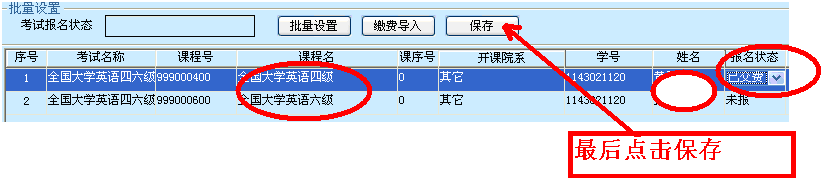 批量设置
考试报名状态 批量设置 缴费导入 保存
序号 考试名称 课程号 课程名 课序号 开课院系 学号 姓名 报名状态
1 全国大学英语四六级 999000400 全国大学英语四级 0 其它 1143021120 已交费
2 全国大学英语四六级 999000600 全国大学英语六级 0 其它 1143021120 未报
最后点击保存